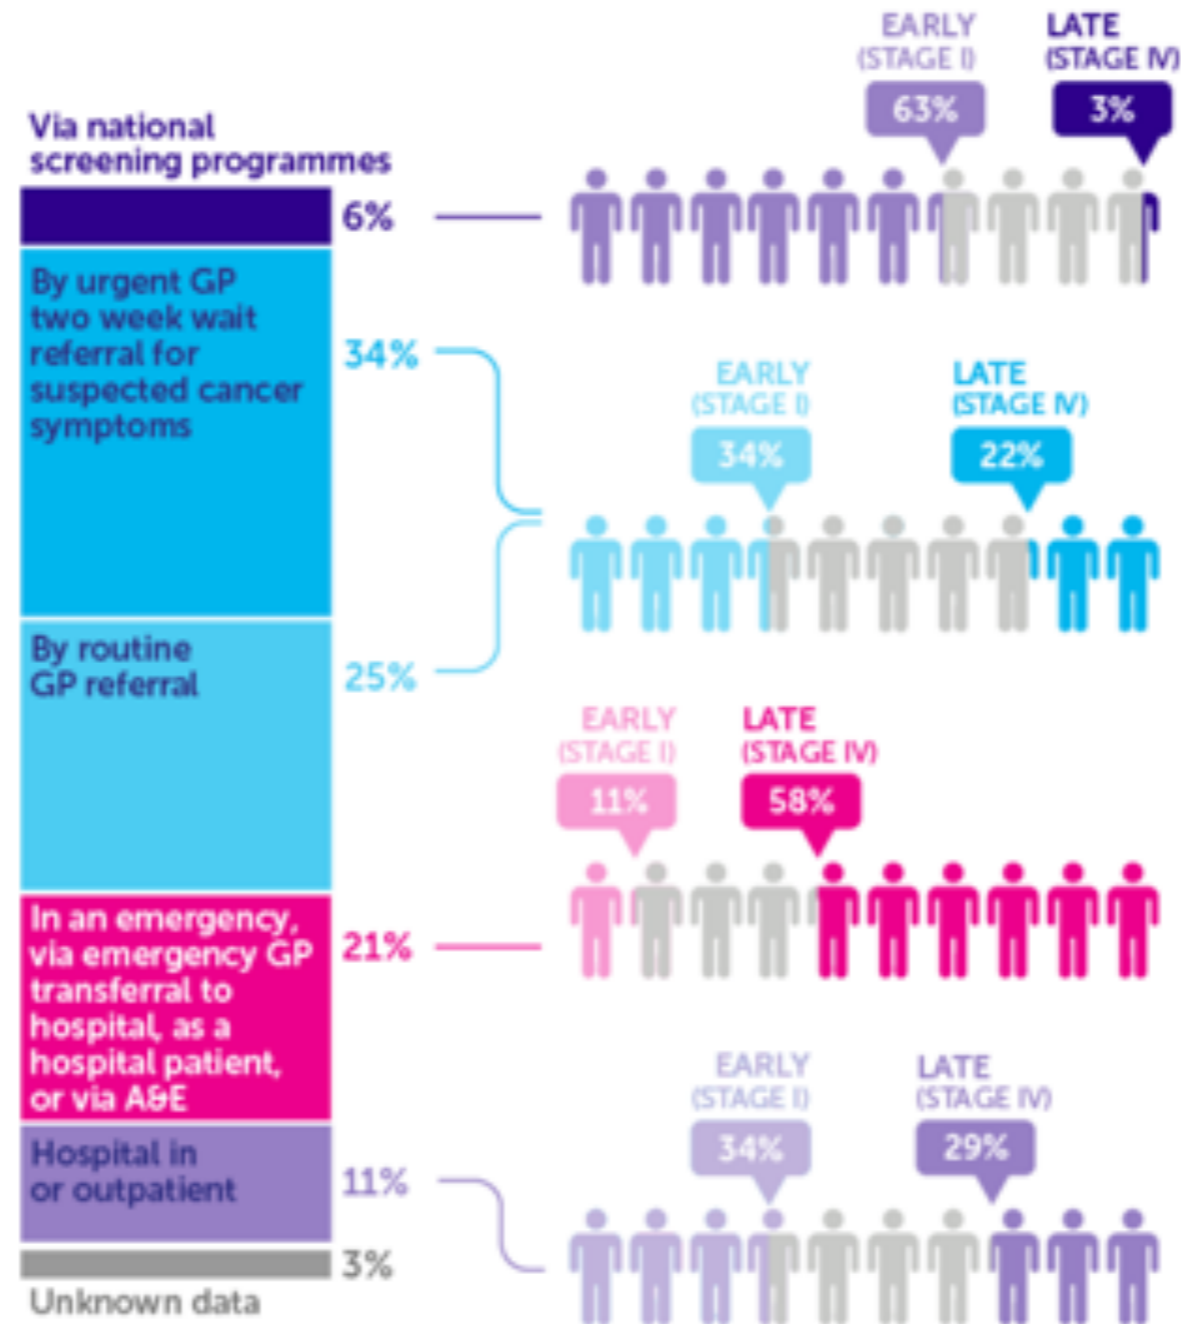 EARLY
(STAGE I)
63%
LATE
(STAGE IV)
3%
Via national
screening programmes
6%
By urgent GP
two week wait
referral for
suspected cancer
symptoms
34%
EARLY
(STAGE I)
34%
LATE
(STAGE IV)
22%
By routine
GP referral
25%
EARLY
(STAGE I)
11%
LATE
(STAGE IV)
58%
In an emergency,
via emergency GP
transferral to
hospital, as a
hospital patient,
or via A&E
21%
EARLY
(STAGE I)
34%
LATE
(STAGE IV)
29%
Hospital in
or outpatient
11%
3%
Unknown data